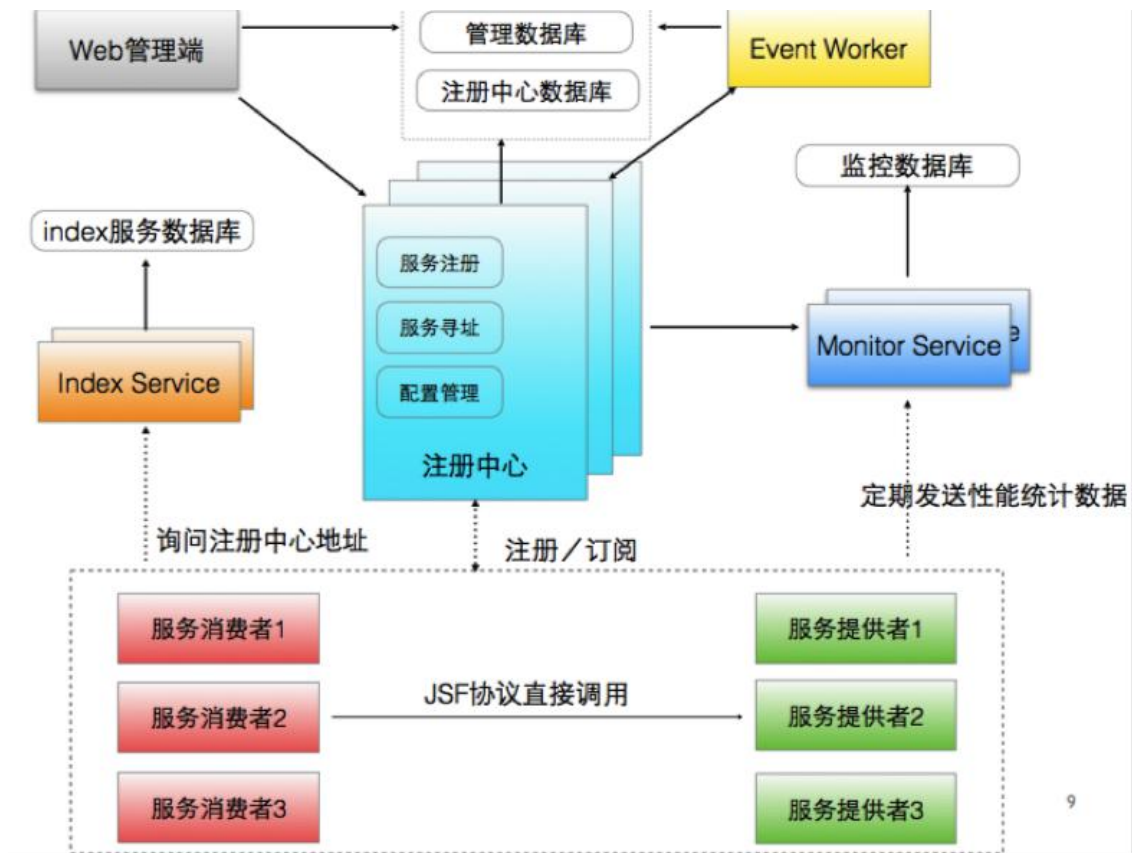 Web管理端
管理数据库
Event Worker
注册中心数据库
监控数据库
index服务数据库
服务注册
服务寻址
配置管理
注册中心
Index Service
Monitor Service
e
定期发送性能统计数据
询问注册中心地址
注册／订阅
服务消费者1
服务提供者1
JSF协议直接调用
服务消费者2
服务提供者2
服务消费者3
服务提供者3
9